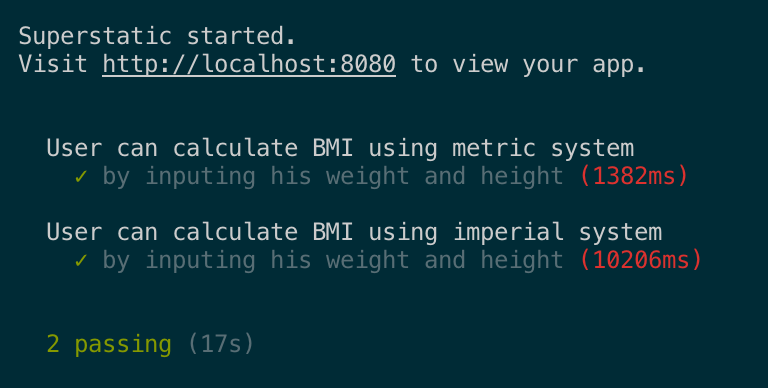 Superstatic started.
Visit http://localhost:8080 to view your app.
User can calculate BMI using metric system
✓ by inputing his weight and height (1382ms)
User can calculate BMI using imperial system
✓ by inputing his weight and height (10206ms)
2 passing (17s)